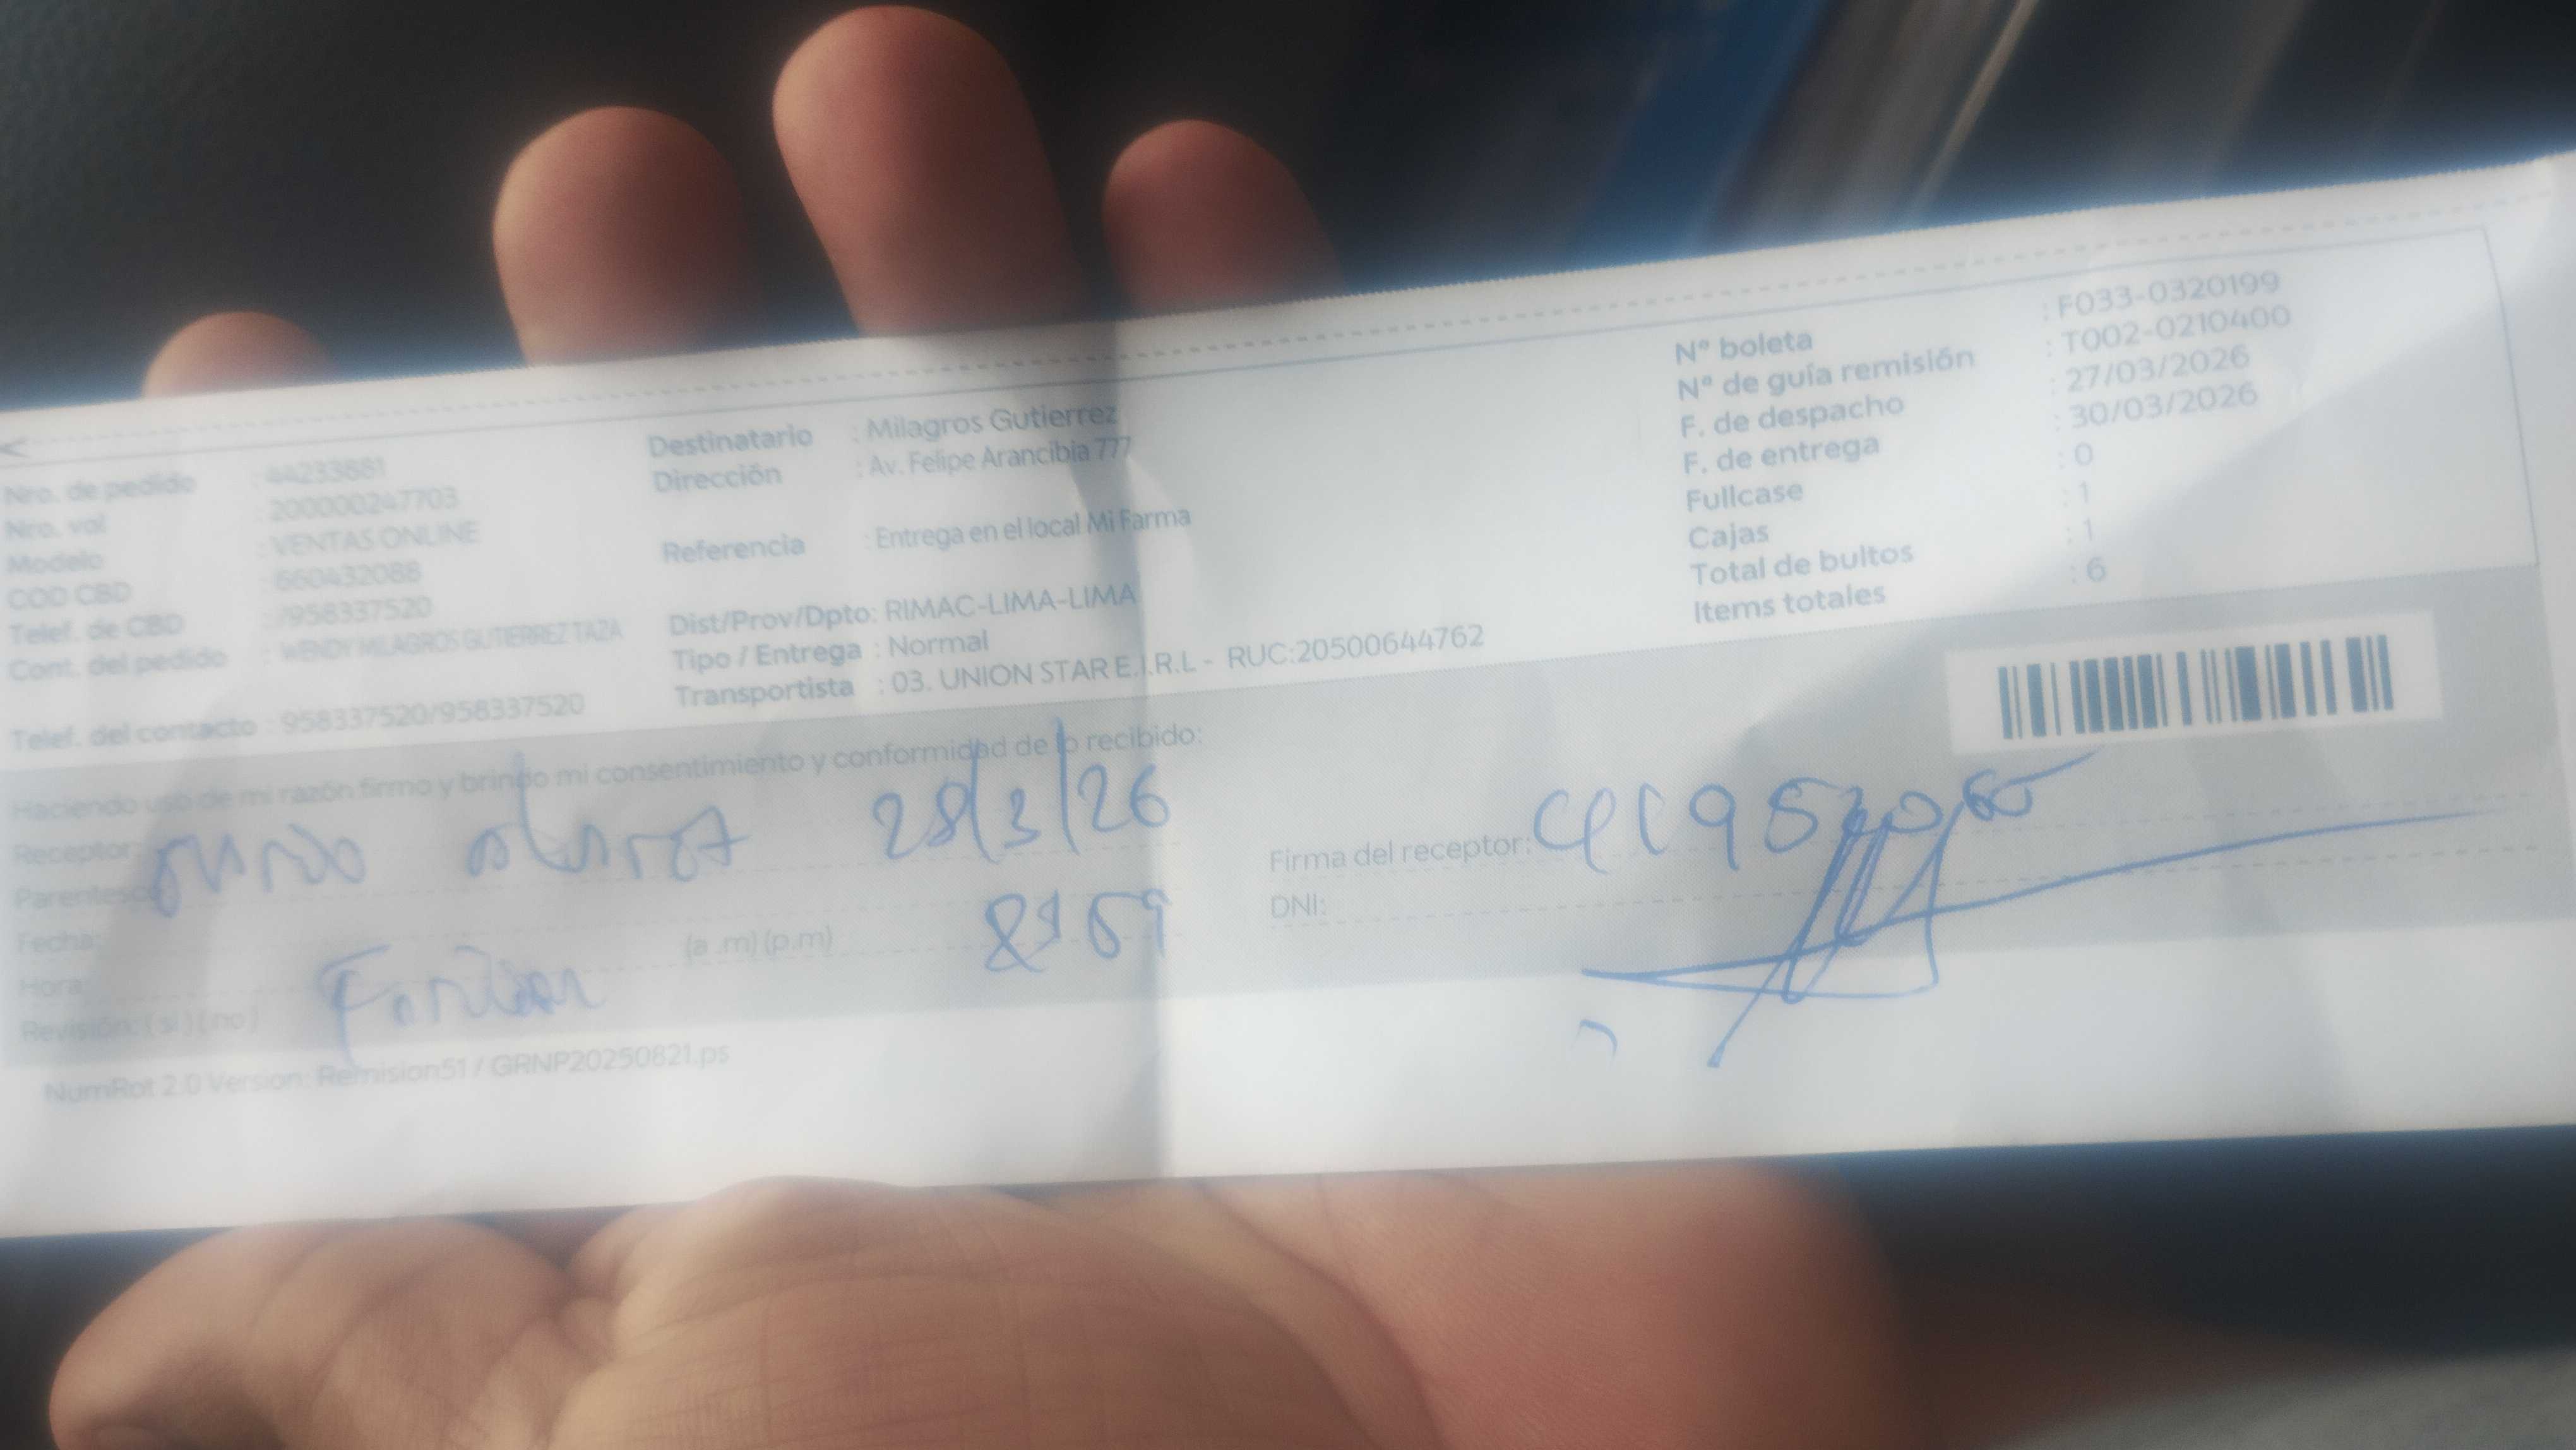 Nro. de pedido : 44233881
Nro. val : 200000247703
Modelo : VENTAS ONLINE
COD CBD : 660432088
Telef. de CBD : /958337520
Cont. del pedido : WENDY MILAGROS GUTIERREZ TAZA
Telef. del contacto : 958337520/958337520
Destinatario : Milagros Gutierrez
Dirección : Av. Felipe Arancibia 777
Referencia : Entrega en el local Mi Farma
Dist/Prov/Dpto: RIMAC-LIMA-LIMA
Tipo / Entrega : Normal
Transportista : 03. UNION STAR E.I.R.L - RUC:20500644762
Nº boleta : F033-0320199
Nº de guía remisión : T002-0210400
F. de despacho : 27/03/2026
F. de entrega : 30/03/2026
Fullcase : 0
Cajas : 1
Total de bultos : 1
Items totales : 6
Haciendo uso de mi razón firmo y brindo mi consentimiento y conformidad de lo recibido:
Receptor: 28/3/26
Parentesco
Fecha:
Hora: (a .m) (p.m)
Revisión: ( si ) ( no )
Firma del receptor:
DNI:
NumRot 2.0 Version: Remision51 / GRNP20250821.ps